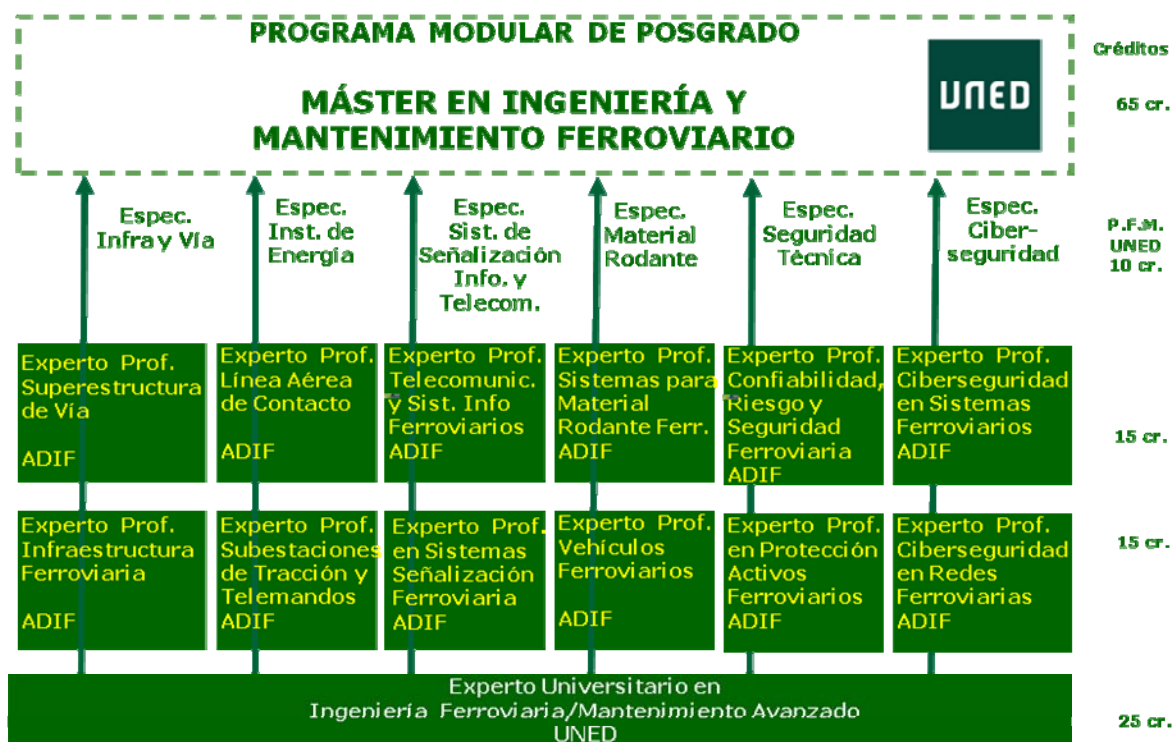 PROGRAMA MODULAR DE POSGRADO
MÁSTER EN INGENIERÍA Y
MANTENIMIENTO FERROVIARIO
UNED
Créditos
65 cr.
Espec.
Infra y Vía
Espec.
Inst. de
Energía
Espec.
Sist. de
Señalización
Info. y
Telecom.
Espec.
Material
Rodante
Espec.
Seguridad
Técnica
Espec.
Ciber-
seguridad
P.F.M.
UNED
10 cr.
Experto Prof.
Superestructura
de Vía
ADIF
Experto Prof.
Línea Aérea
de Contacto
ADIF
Experto Prof.
Telecomunic.
y Sist. Info
Ferroviarios
ADIF
Experto Prof.
Sistemas para
Material
Rodante Ferr.
ADIF
Experto Prof.
Confiabilidad,
Riesgo y
Seguridad
Ferroviaria
ADIF
Experto Prof.
Ciberseguridad
en Sistemas
Ferroviarios
ADIF
15 cr.
Experto Prof.
Infraestructura
Ferroviaria
ADIF
Experto Prof.
Subestaciones
de Tracción y
Telemandos
ADIF
Experto Prof.
en Sistemas
Señalización
Ferroviaria
ADIF
Experto Prof.
Vehículos
Ferroviarios
ADIF
Experto Prof.
en Protección
Activos
Ferroviarios
ADIF
Experto Prof.
Ciberseguridad
en Redes
Ferroviarias
ADIF
15 cr.
Experto Universitario en
Ingeniería Ferroviaria/Mantenimiento Avanzado
UNED
25 cr.